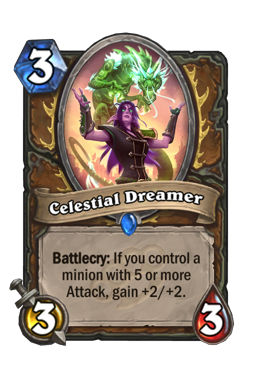 3
Celestial Dreamer
Battlecry: If you control a
minion with 5 or more
Attack, gain +2/+2.
3 3